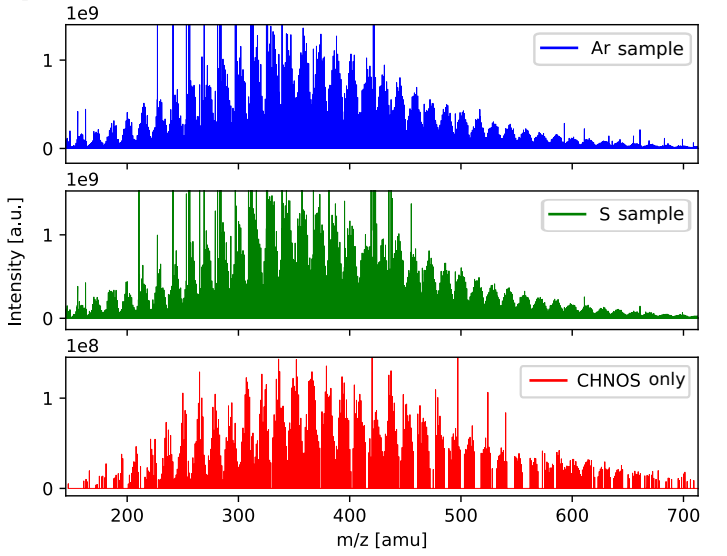 1e9
1
0
Ar sample
1e9
1
0
S sample
Intensity [a.u.]
1e8
1
0
CHNOS only
200 300 400 500 600 700
m/z [amu]